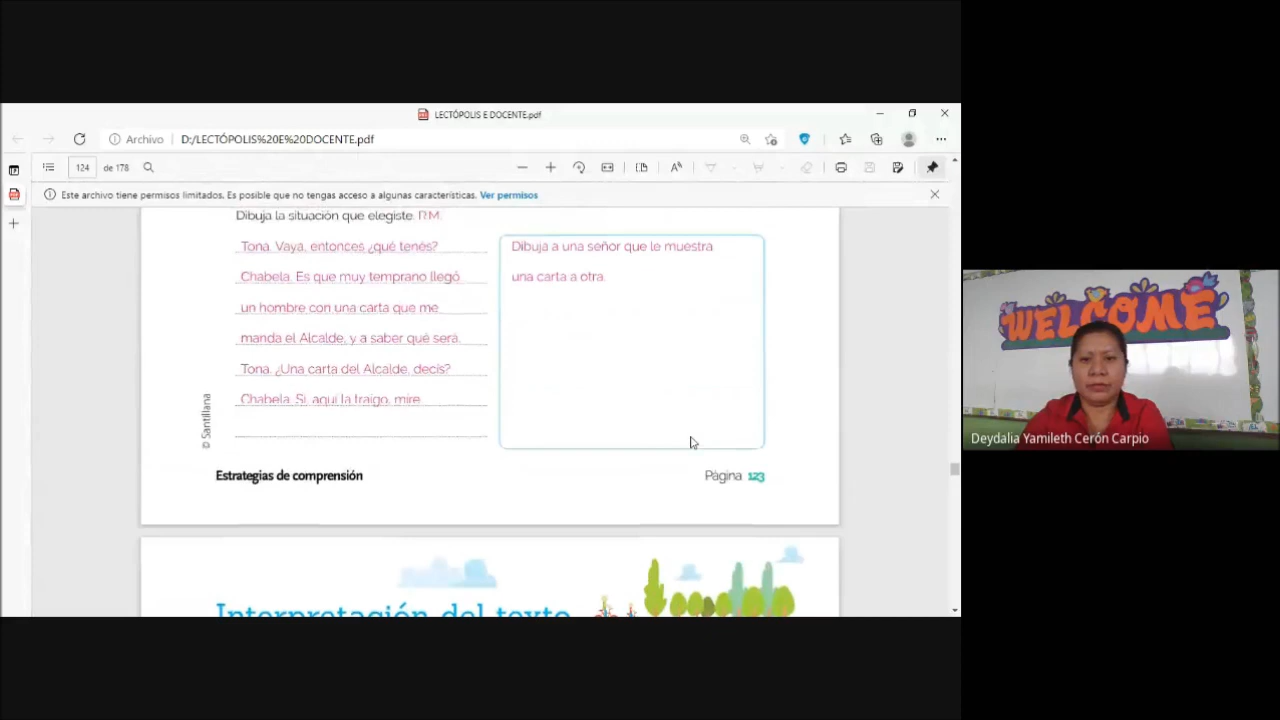 LECTÓPOLIS E DOCENTE.pdf
Archivo D:/LECTÓPOLIS%20E%20DOCENTE.pdf
124 de 178
Este archivo tiene permisos limitados. Es posible que no tengas acceso a algunas características. Ver permisos
Dibuja la situación que elegiste. R.M.
Tona. Vaya, entonces ¿qué tenés?
Chabela. Es que muy temprano llegó
un hombre con una carta que me
manda el Alcalde, y a saber qué será.
Tona. ¿Una carta del Alcalde, decís?
Chabela. Sí, aquí la traigo, mire.
Dibuja a una señor que le muestra
una carta a otra.
© Santillana
Estrategias de comprensión
Página 123
Interpretación del texto
WELCOME
Deydalia Yamileth Cerón Carpio